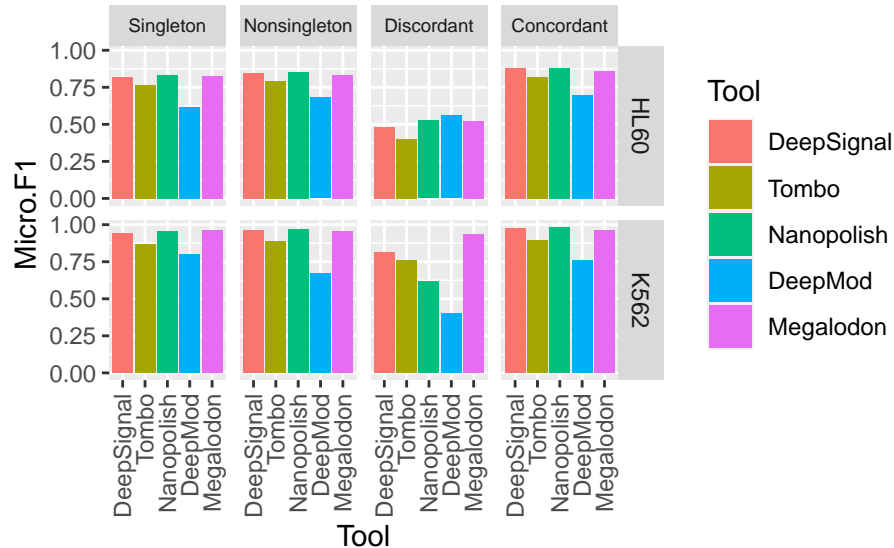 Singleton Nonsingleton Discordant Concordant
1.00
0.75
0.50
0.25
0.00
HL60
1.00
0.75
0.50
0.25
0.00
K562
Micro.F1
DeepSignal Tombo Nanopolish DeepMod Megalodon DeepSignal Tombo Nanopolish DeepMod Megalodon DeepSignal Tombo Nanopolish DeepMod Megalodon DeepSignal Tombo Nanopolish DeepMod Megalodon
Tool
Tool
DeepSignal
Tombo
Nanopolish
DeepMod
Megalodon